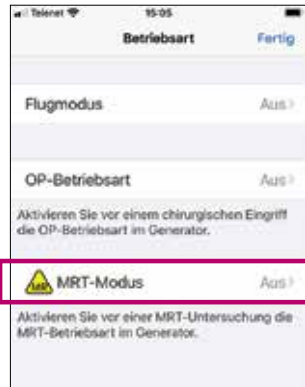 Telenet 15:05
Betriebsart Fertig
Flugmodus Aus
OP-Betriebsart Aus
Aktivieren Sie vor einem chirurgischen Eingriff
die OP-Betriebsart im Generator.
MRT-Modus Aus
Aktivieren Sie vor einer MRT-Untersuchung die
MRT-Betriebsart im Generator.